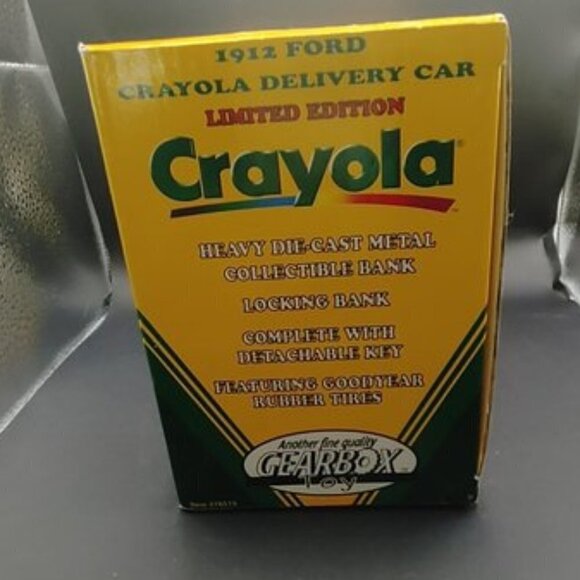 1912 FORD
CRAYOLA DELIVERY CAR
LIMITED EDITION
Crayola
HEAVY DIE-CAST METAL
COLLECTIBLE BANK
LOCKING BANK
COMPLETE WITH
DETACHABLE KEY
FEATURING GOODYEAR
RUBBER TIRES
Another fine quality
GEARBOX
Toy